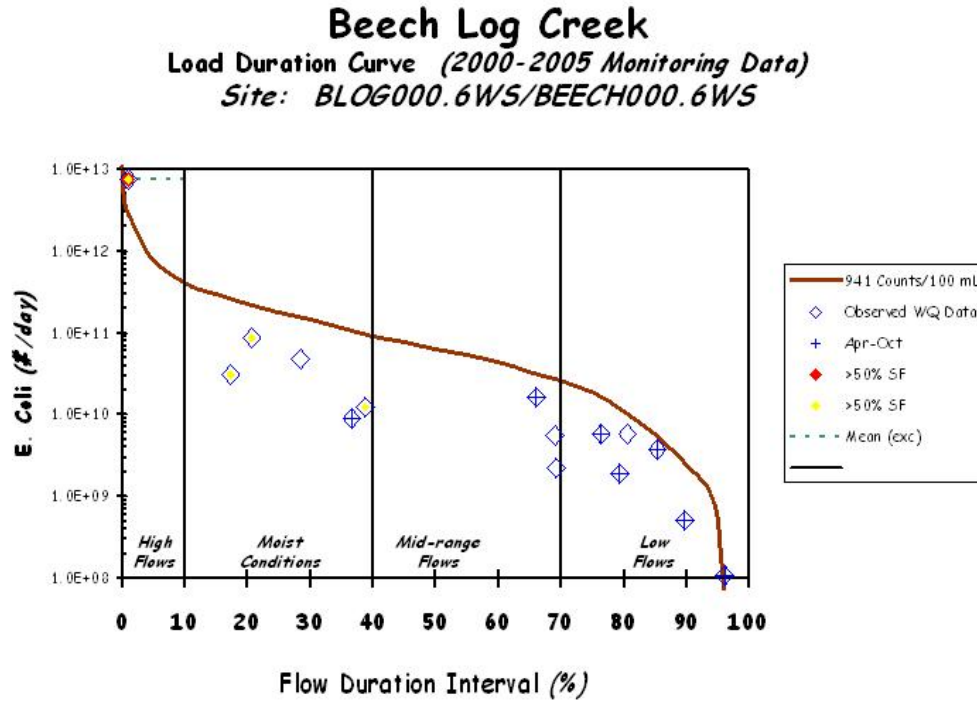 Beech Log Creek
Load Duration Curve (2000-2005 Monitoring Data)
Site: BLOG000.6WS/BEECH000.6WS
1.0E+13
1.0E+12
1.0E+11
1.0E+10
1.0E+09
1.0E+08
E. Coli (#/day)
High Flows
Moist Conditions
Mid-range Flows
Low Flows
0 10 20 30 40 50 60 70 80 90 100
Flow Duration Interval (%)
941 Counts/100 mL
Observed WQ Data
Apr-Oct
>50% SF
>50% SF
Mean (exc)